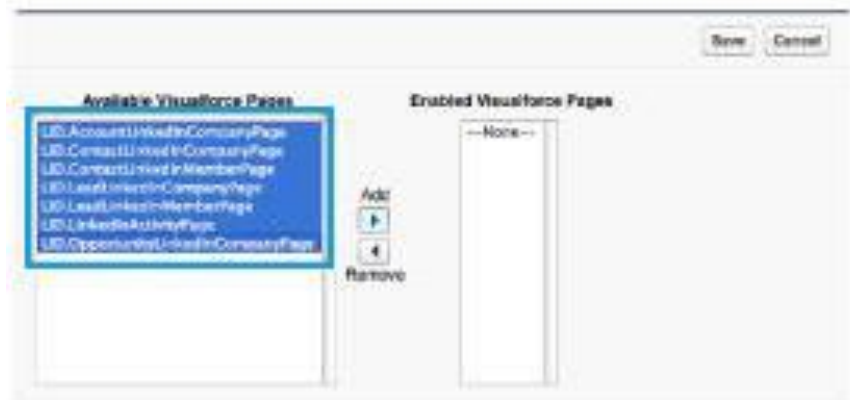 Save Cancel
Available Visualforce Pages
Enabled Visualforce Pages
LID.AccountLinkedInCompanyPage
LID.ContactLinkedInCompanyPage
LID.ContactLinkedInMemberPage
LID.LeadLinkedInCompanyPage
LID.LeadLinkedInMemberPage
LID.LinkedInActivityPage
LID.OpportunityLinkedInCompanyPage
--None--
Add
Remove